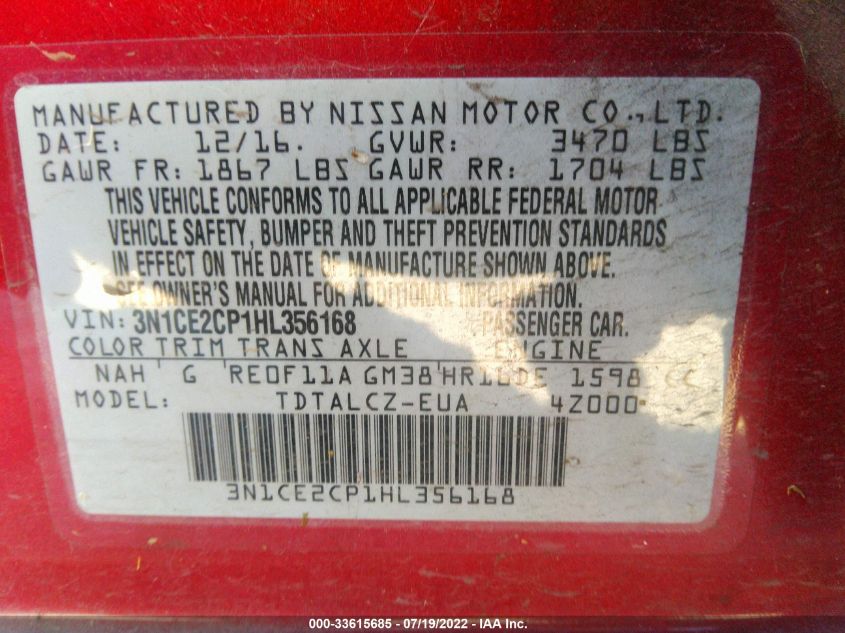 MANUFACTURED BY NISSAN MOTOR CO., LTD.
DATE: 12/16. GVWR: 3470 LBS
GAWR FR: 1867 LBS GAWR RR: 1704 LBS
THIS VEHICLE CONFORMS TO ALL APPLICABLE FEDERAL MOTOR
VEHICLE SAFETY, BUMPER AND THEFT PREVENTION STANDARDS
IN EFFECT ON THE DATE OF MANUFACTURE SHOWN ABOVE.
SEE OWNER'S MANUAL FOR ADDITIONAL INFORMATION.
VIN: 3N1CE2CP1HL356168 PASSENGER CAR.
COLOR TRIM TRANS AXLE ENGINE
NAH G RE0F11A GM38 HR16DE 1598 CC
MODEL: TDTALCZ-EUA 4Z000
3N1CE2CP1HL356168
000-33615685 - 07/19/2022 - IAA Inc.